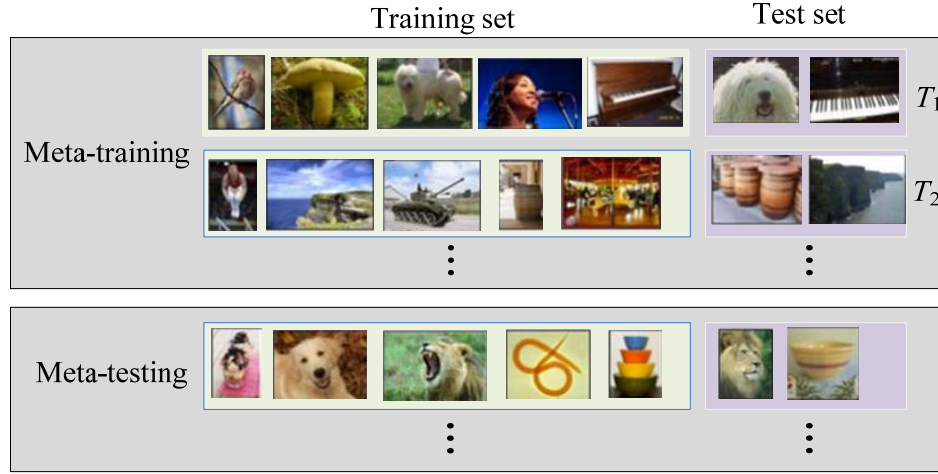 Training set
Test set
Meta-training
T1
T2
Meta-testing